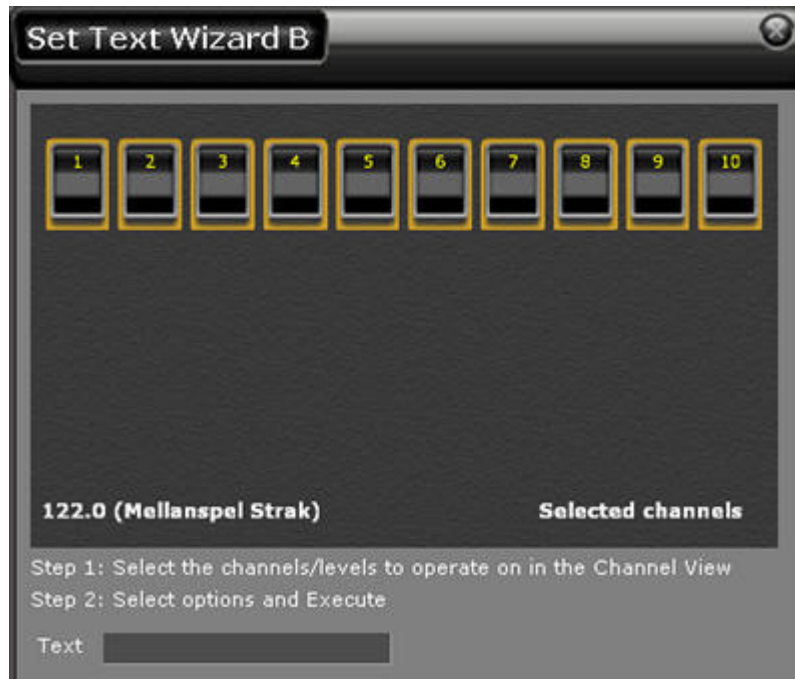 Set Text Wizard B
1 2 3 4 5 6 7 8 9 10
122.0 (Mellanspel Strak) Selected channels
Step 1: Select the channels/levels to operate on in the Channel View
Step 2: Select options and Execute
Text